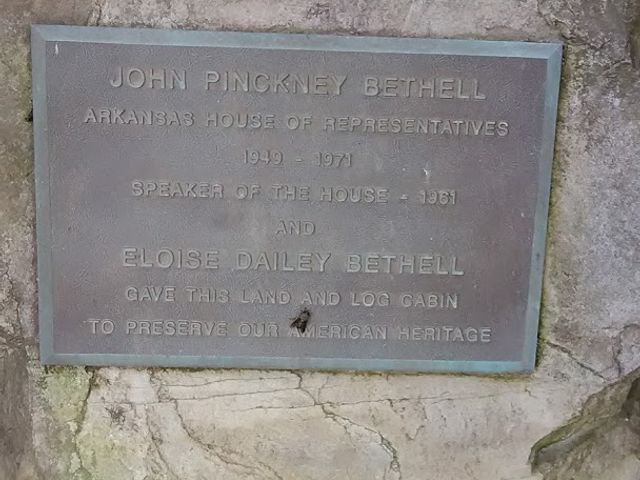 JOHN PINCKNEY BETHELL
ARKANSAS HOUSE OF REPRESENTATIVES
1949 - 1971
SPEAKER OF THE HOUSE - 1961
AND
ELOISE DAILEY BETHELL
GAVE THIS LAND AND LOG CABIN
TO PRESERVE OUR AMERICAN HERITAGE